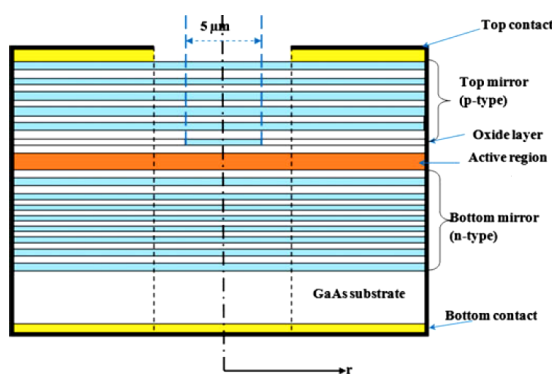 5 µm
Top contact
Top mirror
(p-type)
Oxide layer
Active region
Bottom mirror
(n-type)
GaAs substrate
Bottom contact
r